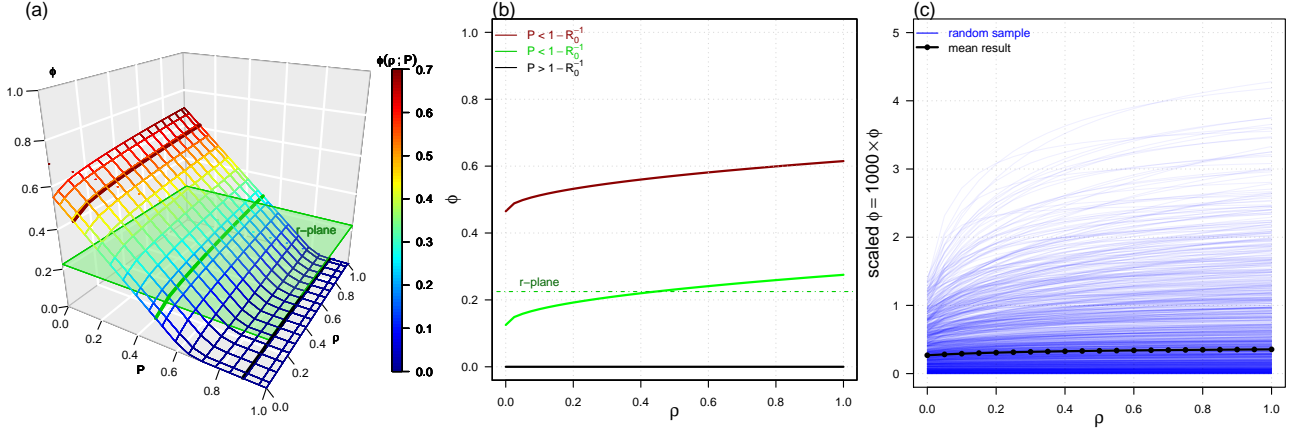 (a)
ϕ
1.0
0.8
0.6
0.4
0.2
0.0
0.0
0.2
0.4
0.6
0.8
1.0
P
0.0
0.2
0.4
0.6
0.8
1.0
ρ
r−plane
ϕ(ρ ; P)
0.7
0.6
0.5
0.4
0.3
0.2
0.1
0.0
(b)
P < 1 − R₀⁻¹
P < 1 − R₀⁻¹
P > 1 − R₀⁻¹
r−plane
ϕ
1.0
0.8
0.6
0.4
0.2
0.0
0.0 0.2 0.4 0.6 0.8 1.0
ρ
(c)
random sample
mean result
scaled ϕ = 1000 × ϕ
5
4
3
2
1
0
0.0 0.2 0.4 0.6 0.8 1.0
ρ